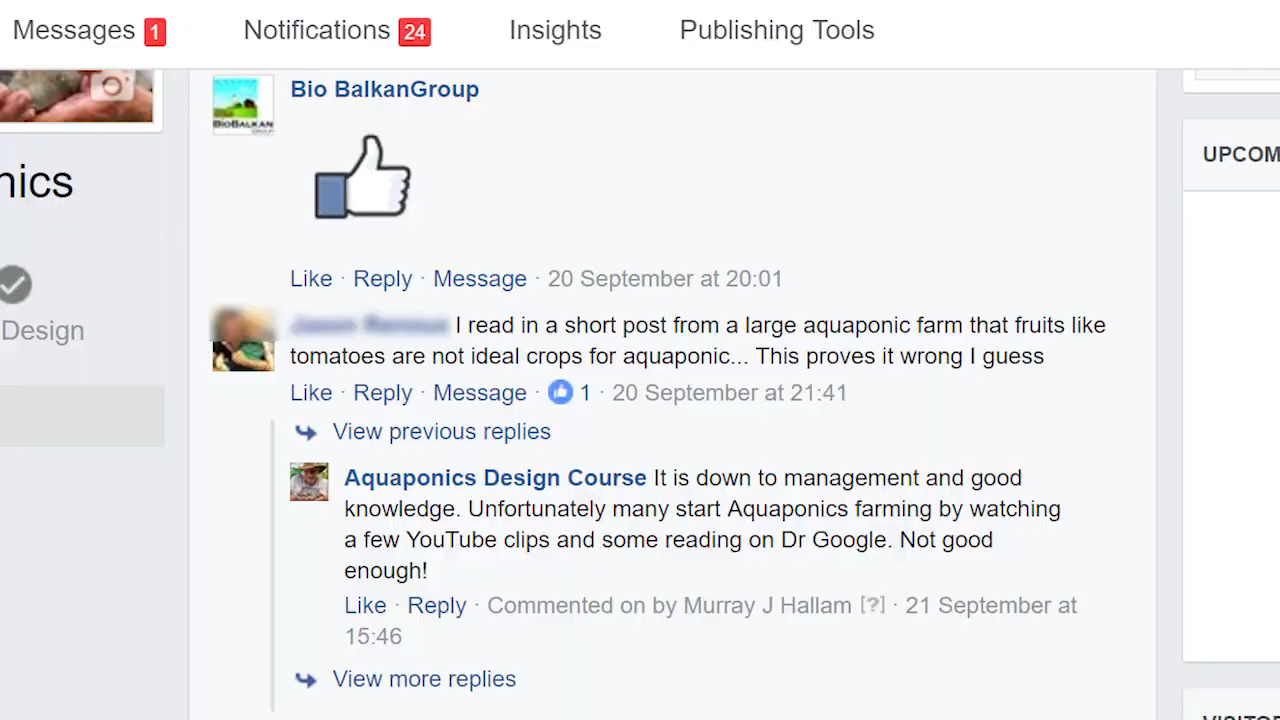 Messages 1 Notifications 24 Insights Publishing Tools
Bio BalkanGroup
BIOBALKAN
UPCOM
nics
Like · Reply · Message · 20 September at 20:01
I read in a short post from a large aquaponic farm that fruits like
Design
tomatoes are not ideal crops for aquaponic... This proves it wrong I guess
Like · Reply · Message · 1 · 20 September at 21:41
View previous replies
Aquaponics Design Course It is down to management and good
knowledge. Unfortunately many start Aquaponics farming by watching
a few YouTube clips and some reading on Dr Google. Not good
enough!
Like · Reply · Commented on by Murray J Hallam [?] · 21 September at
15:46
View more replies